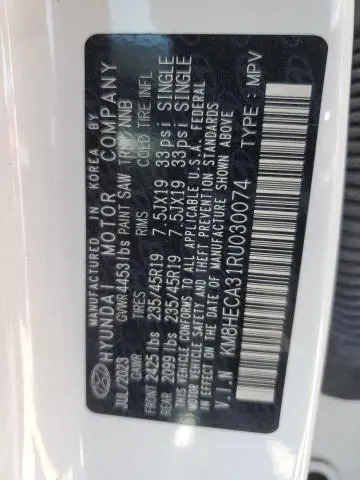 MANUFACTURED IN KOREA BY
HYUNDAI MOTOR COMPANY
GVWR 4453 lbs PAINT SAW TRIM NNB
JUL/2023 GAWR TIRES RIMS COLD TIRE INFL
FRONT 2425 lbs 235/45R19 7.5JX19 33psi SINGLE
REAR 2099 lbs 235/45R19 7.5JX19 33psi SINGLE
THIS VEHICLE CONFORMS TO ALL APPLICABLE U.S.A. FEDERAL
MOTOR VEHICLE SAFETY, BUMPER, AND
THEFT PREVENTION STANDARDS IN EFFECT
ON THE DATE OF MANUFACTURE SHOWN ABOVE
V.I.N KM8HECA31RU030074 TYPE: MPV